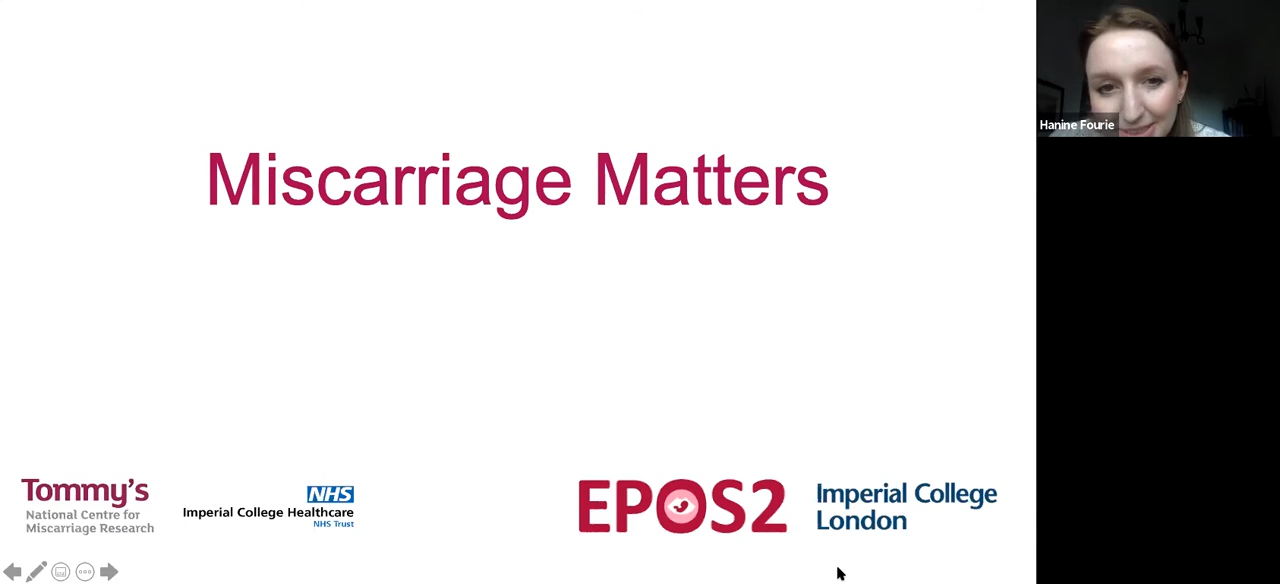 Miscarriage Matters
Hanine Fourie
Tommy's
National Centre for
Miscarriage Research
NHS
Imperial College Healthcare
NHS Trust
EPOS2
Imperial College
London